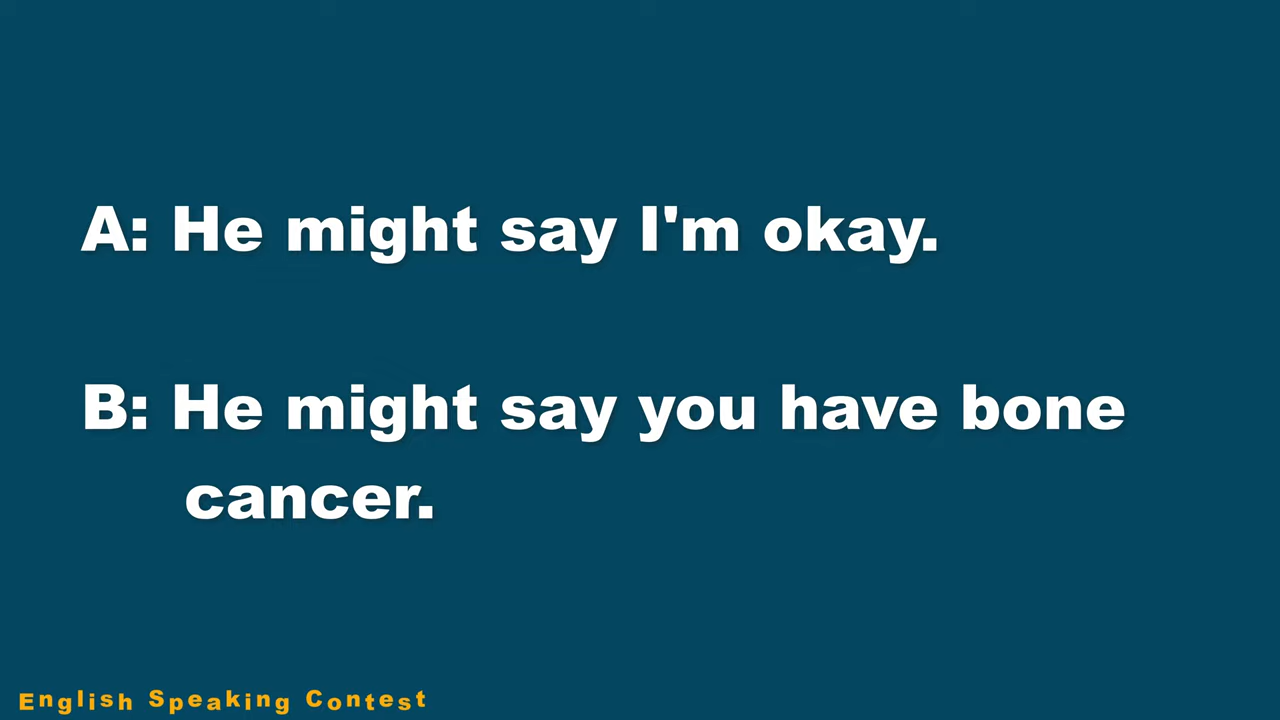 A: He might say I'm okay.
B: He might say you have bone
cancer.
English Speaking Contest